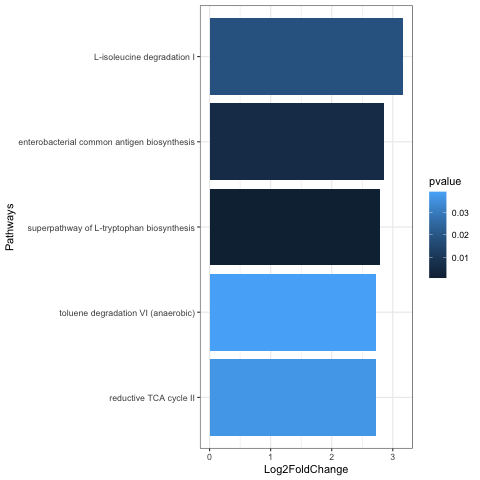 Pathways
L-isoleucine degradation I
enterobacterial common antigen biosynthesis
superpathway of L-tryptophan biosynthesis
toluene degradation VI (anaerobic)
reductive TCA cycle II
0 1 2 3
Log2FoldChange
pvalue
0.03
0.02
0.01